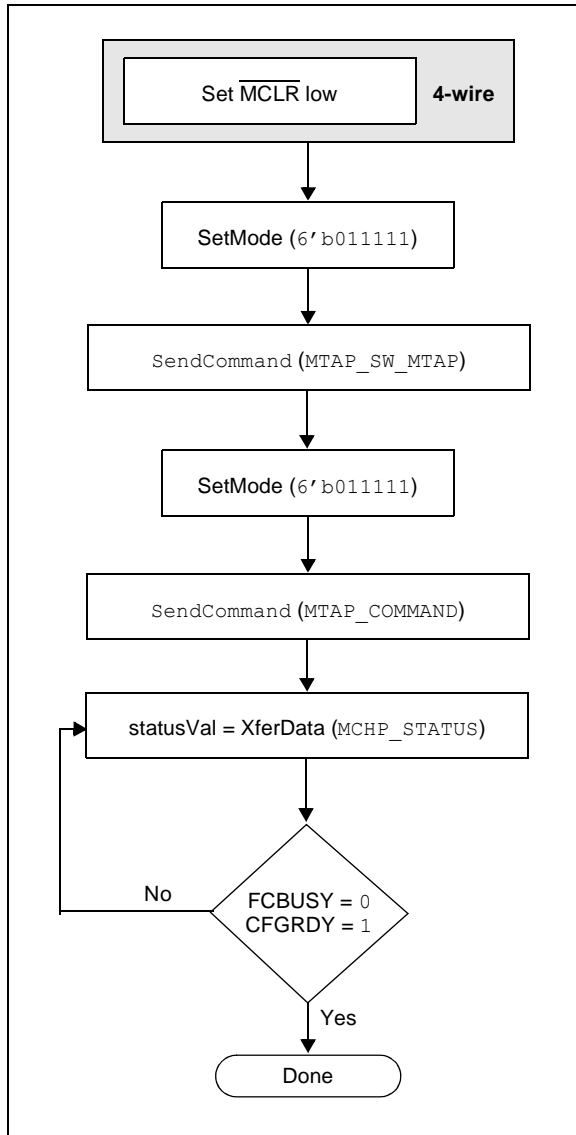 Set M̅C̅L̅R̅ low
4-wire
SetMode (6’b011111)
SendCommand (MTAP_SW_MTAP)
SetMode (6’b011111)
SendCommand (MTAP_COMMAND)
statusVal = XferData (MCHP_STATUS)
No
FCBUSY = 0
CFGRDY = 1
Yes
Done